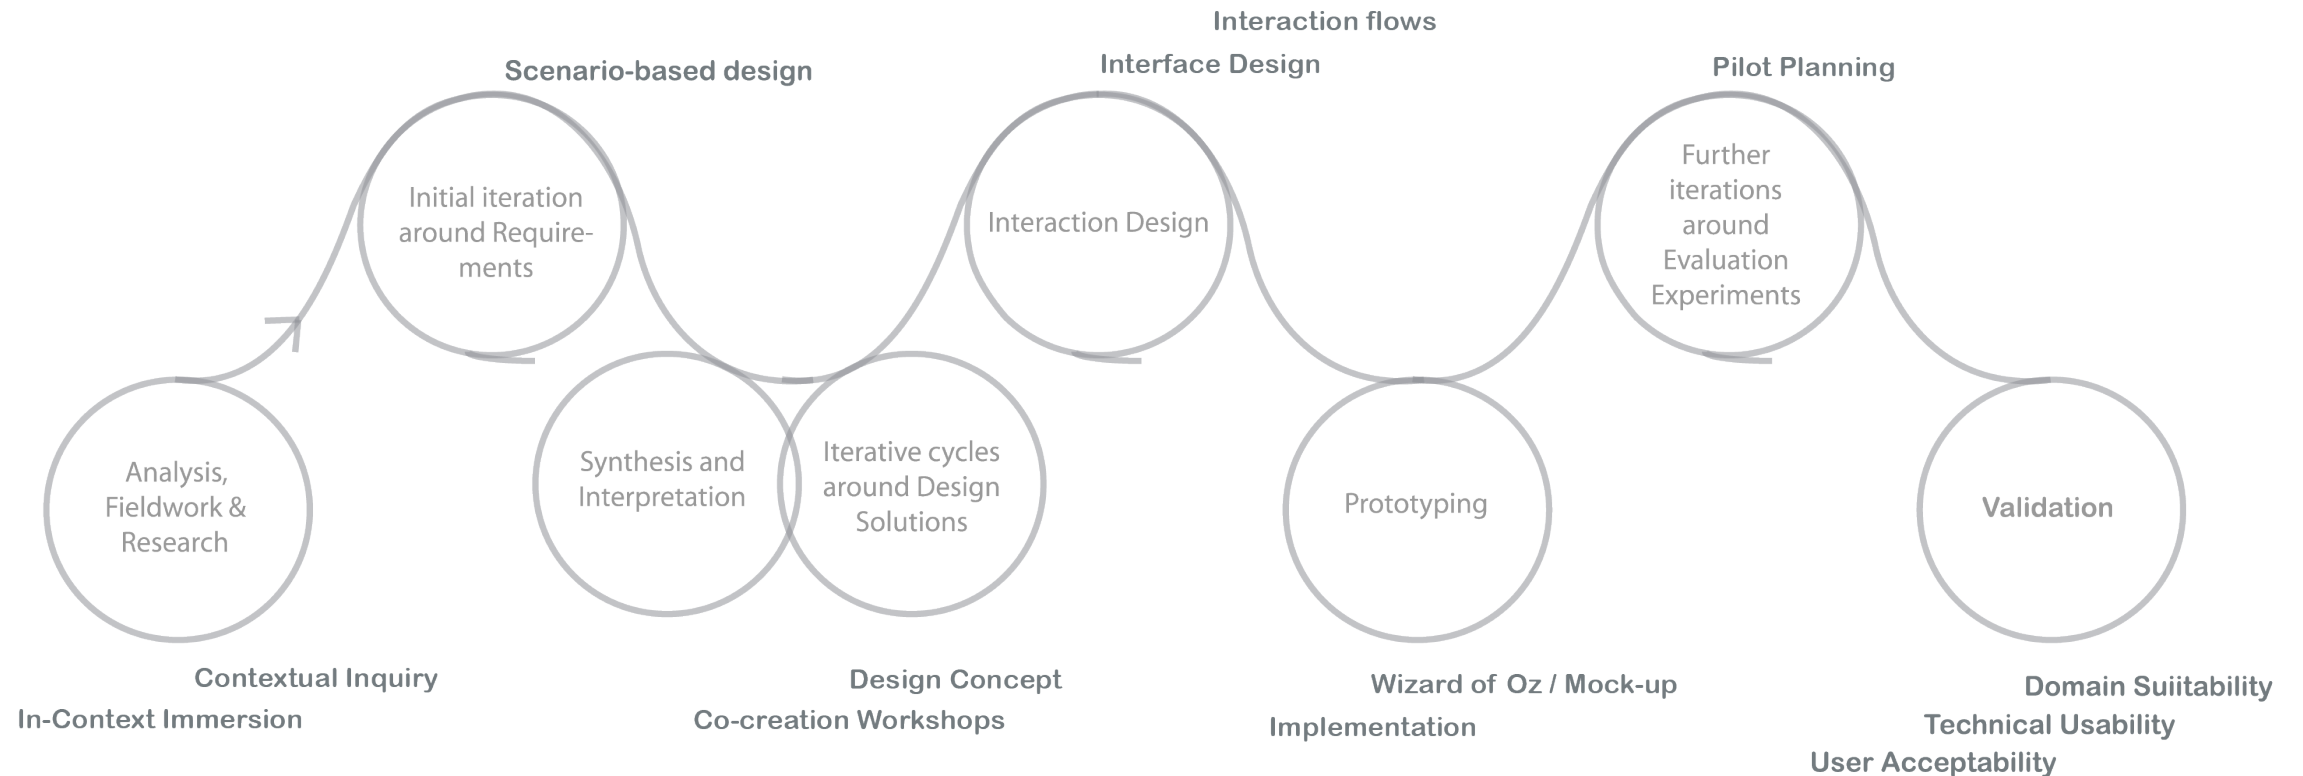 Interaction flows
Scenario-based design
Interface Design
Pilot Planning
Initial iteration
around Require-
ments
Interaction Design
Further
iterations
around
Evaluation
Experiments
Analysis,
Fieldwork &
Research
Synthesis and
Interpretation
Iterative cycles
around Design
Solutions
Prototyping
Validation
Contextual Inquiry
In-Context Immersion
Design Concept
Co-creation Workshops
Wizard of Oz / Mock-up
Implementation
Domain Suiitability
Technical Usability
User Acceptability